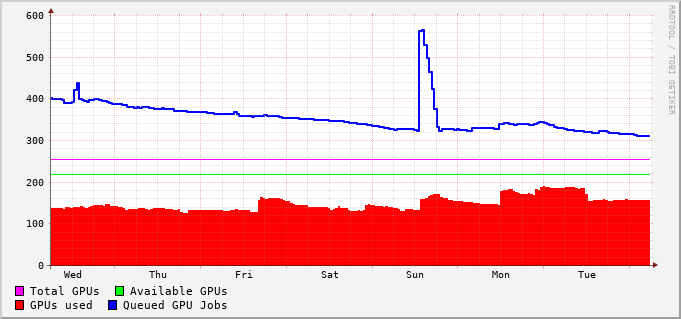 600
500
400
300
200
100
0
Wed Thu Fri Sat Sun Mon Tue
Total GPUs Available GPUs
GPUs used Queued GPU Jobs
RRDTOOL / TOBI OETIKER